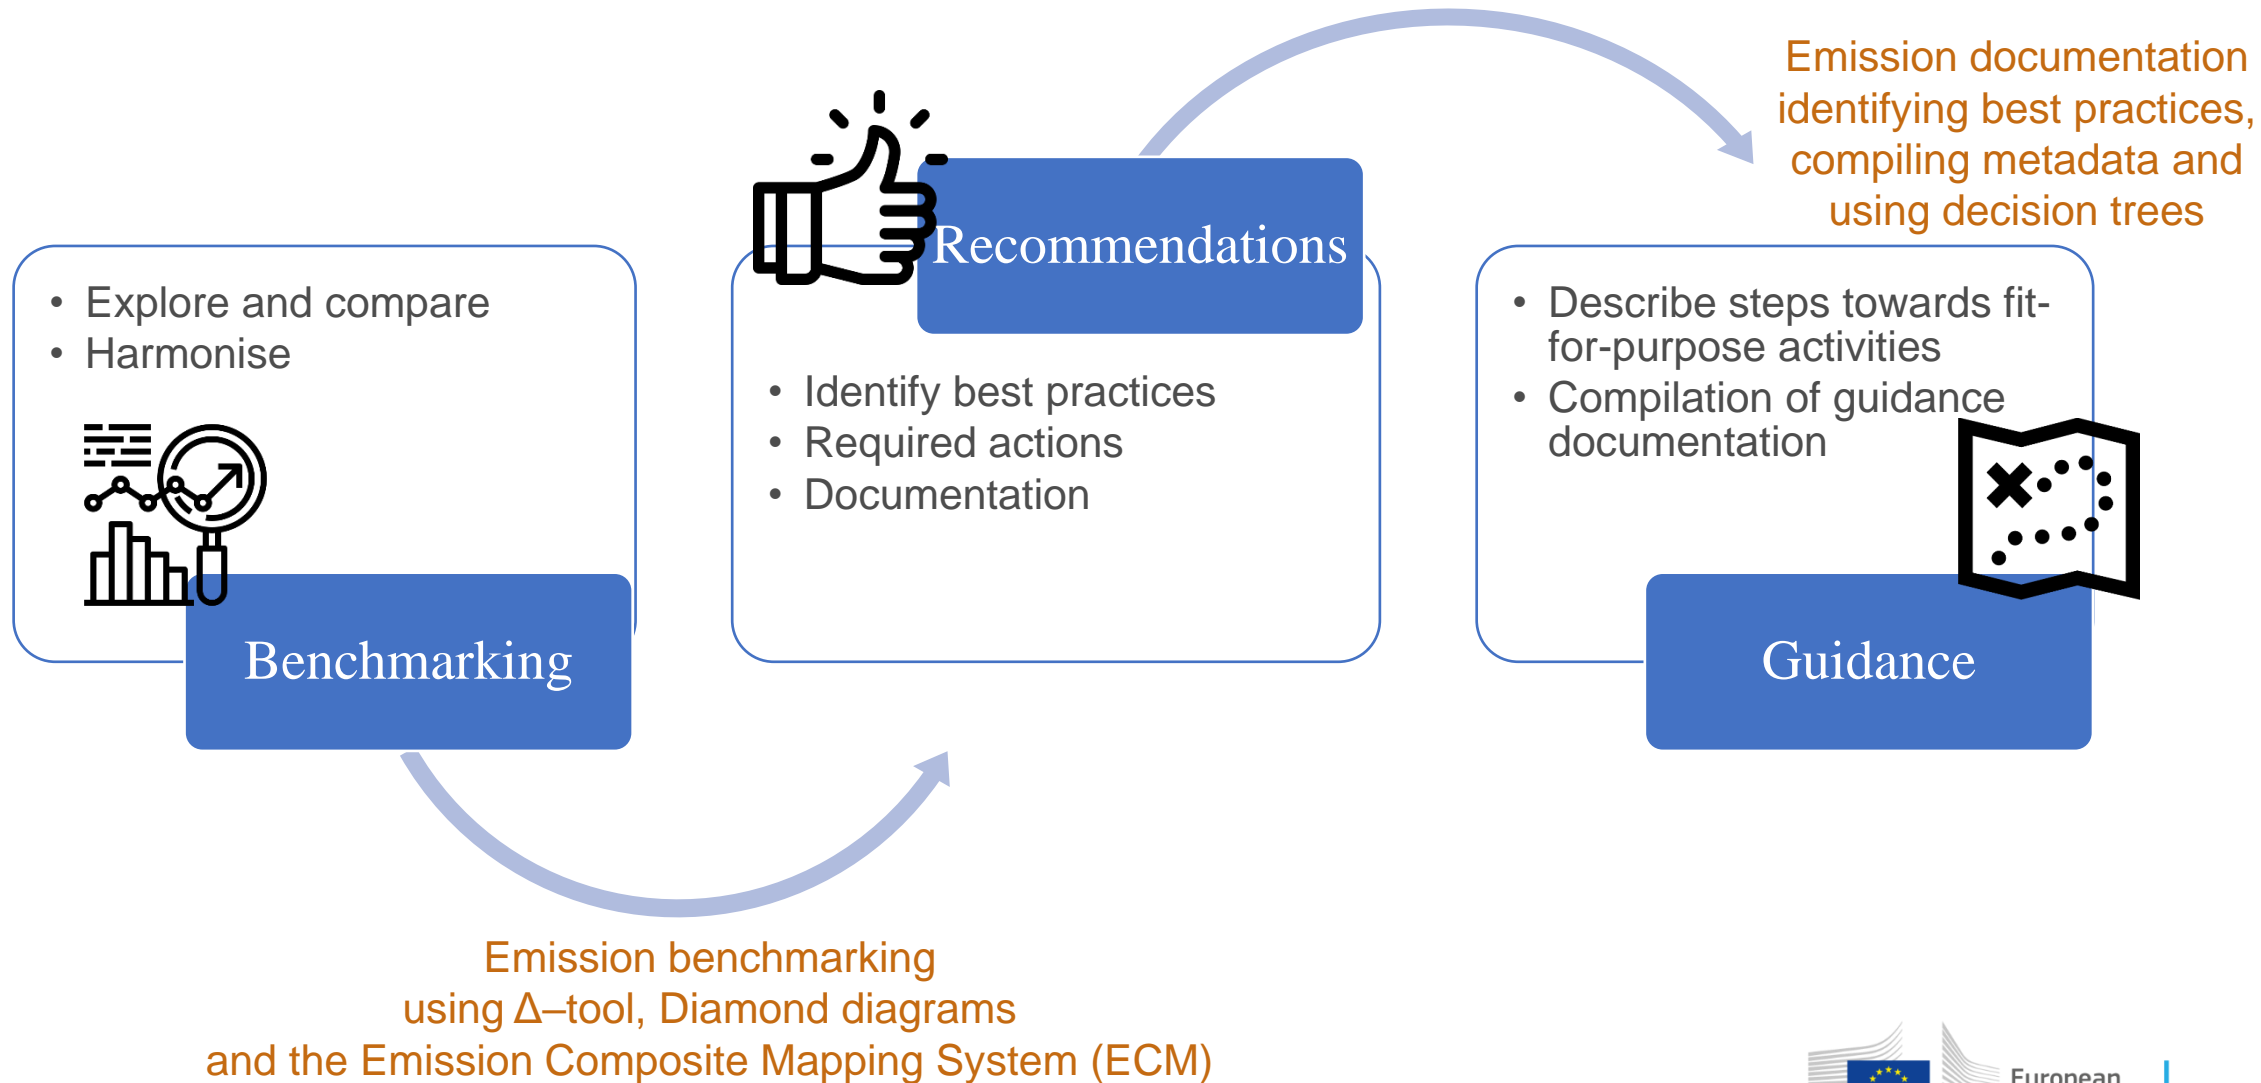 • Explore and compare
• Harmonise
Benchmarking
Emission benchmarking
using Δ–tool, Diamond diagrams
and the Emission Composite Mapping System (ECM)
Recommendations
• Identify best practices
• Required actions
• Documentation
Emission documentation
identifying best practices,
compiling metadata and
using decision trees
• Describe steps towards fit-
for-purpose activities
• Compilation of guidance
documentation
Guidance
European